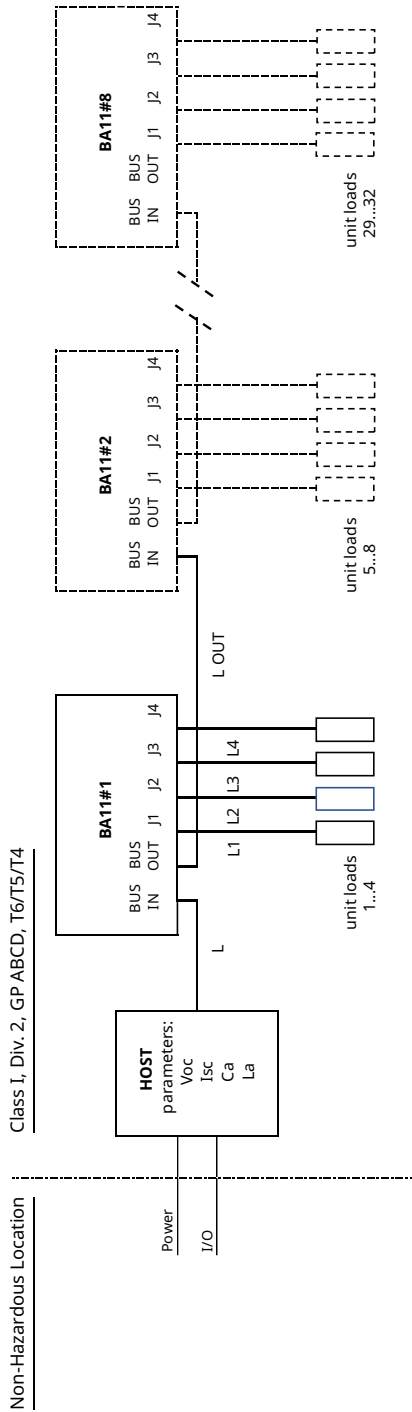 Non-Hazardous Location
Class I, Div. 2, GP ABCD, T6/T5/T4
Power
I/O
HOST
parameters:
Voc
Isc
Ca
La
L
BA11#1
BUS
IN
BUS
OUT
J1
J2
J3
J4
L1
L2
L3
L4
L OUT
unit loads
1...4
BA11#2
BUS
IN
BUS
OUT
J1
J2
J3
J4
unit loads
5...8
BA11#8
BUS
IN
BUS
OUT
J1
J2
J3
J4
unit loads
29...32